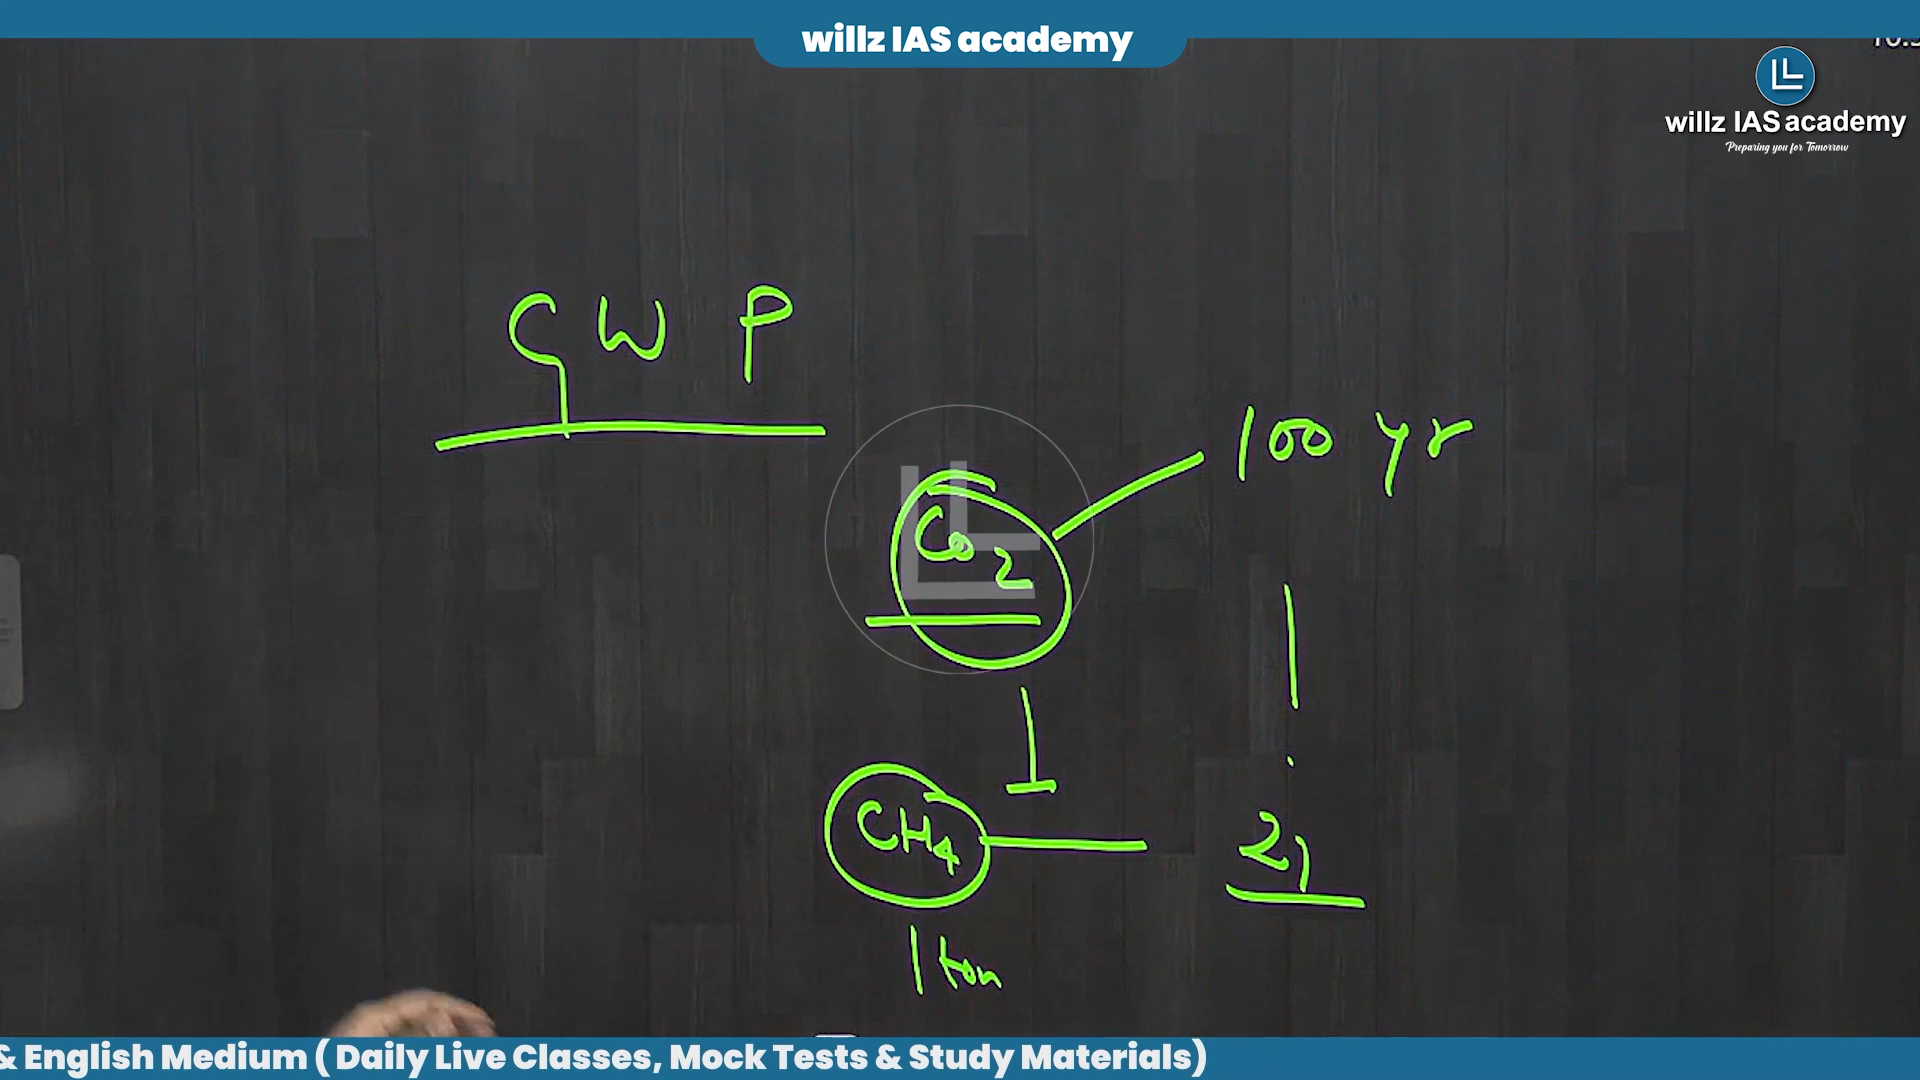 willz IAS academy
willz IAS academy
Preparing you for Tomorrow
GWP
100 yr
CO2
1
CH4
21
1 ton
& English Medium ( Daily Live Classes, Mock Tests & Study Materials)